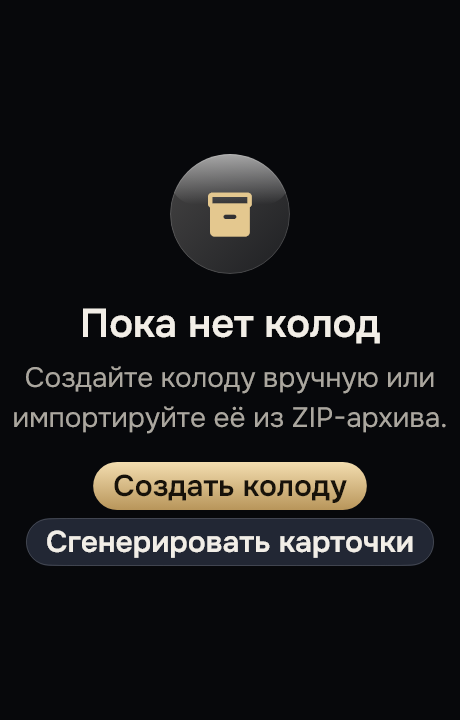 Пока нет колод
Создайте колоду вручную или
импортируйте её из ZIP-архива.
Создать колоду
Сгенерировать карточки